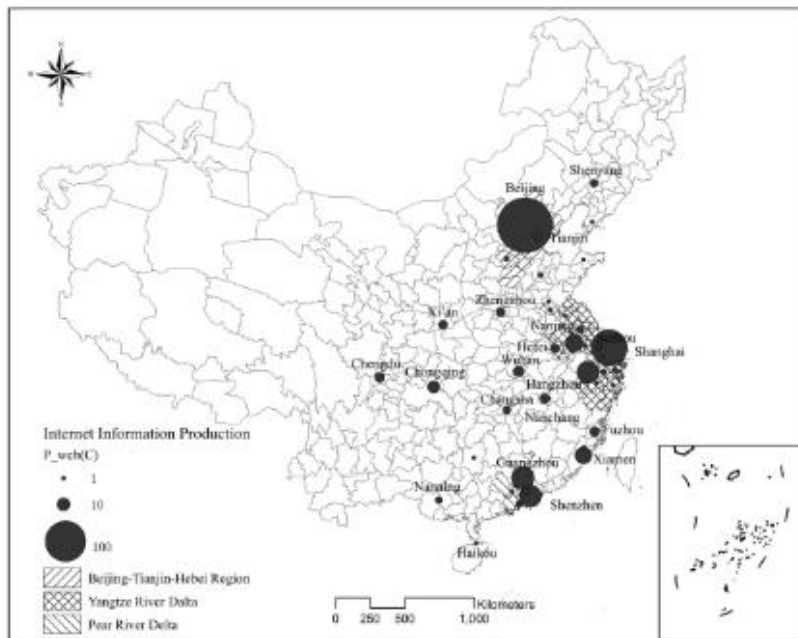 Shenyang
Beijing
Tianjin
Zhengzhou
Xi'an
Nanjing
Hefei
Shanghai
Wuhan
Chengdu
Chongqing
Hangzhou
Changsha
Nanchang
Fuzhou
Xiamen
Guangzhou
Shenzhen
Nanning
Haikou
Internet Information Production
P_web(C)
1
10
100
Beijing-Tianjin-Hebei Region
Yangtze River Dalta
Pear River Delta
Kilometers
0 250 500 1,000